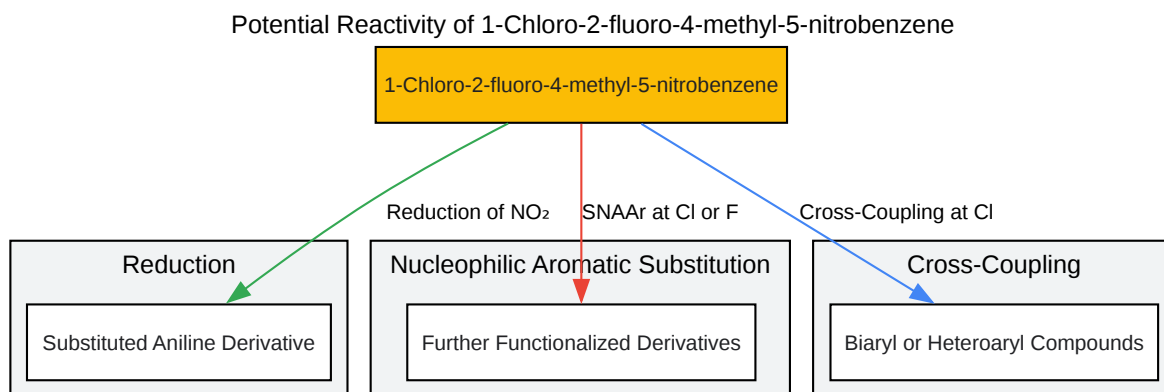 Potential Reactivity of 1-Chloro-2-fluoro-4-methyl-5-nitrobenzene
1-Chloro-2-fluoro-4-methyl-5-nitrobenzene
Reduction of NO₂
SNAAr at Cl or F
Cross-Coupling at Cl
Reduction
Nucleophilic Aromatic Substitution
Cross-Coupling
Substituted Aniline Derivative
Further Functionalized Derivatives
Biaryl or Heteroaryl Compounds